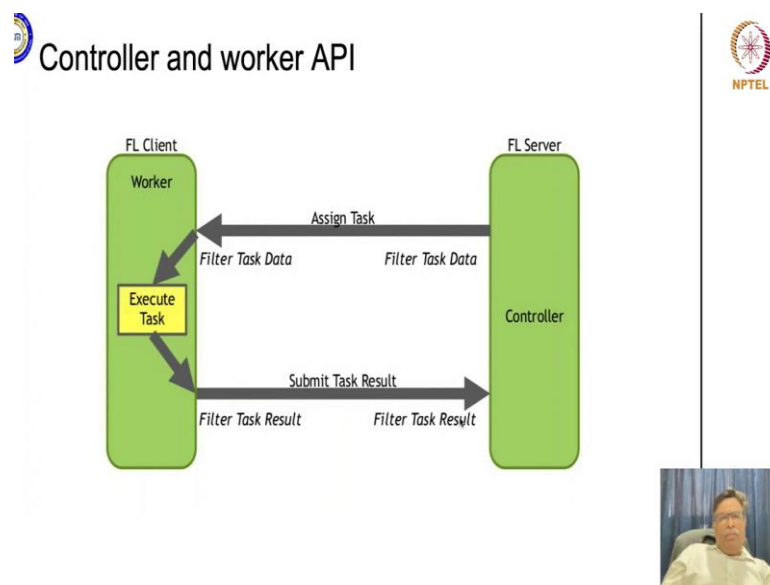 Controller and worker API
NPTEL
FL Client
FL Server
Worker
Assign Task
Filter Task Data
Filter Task Data
Execute
Task
Controller
Submit Task Result
Filter Task Result
Filter Task Result